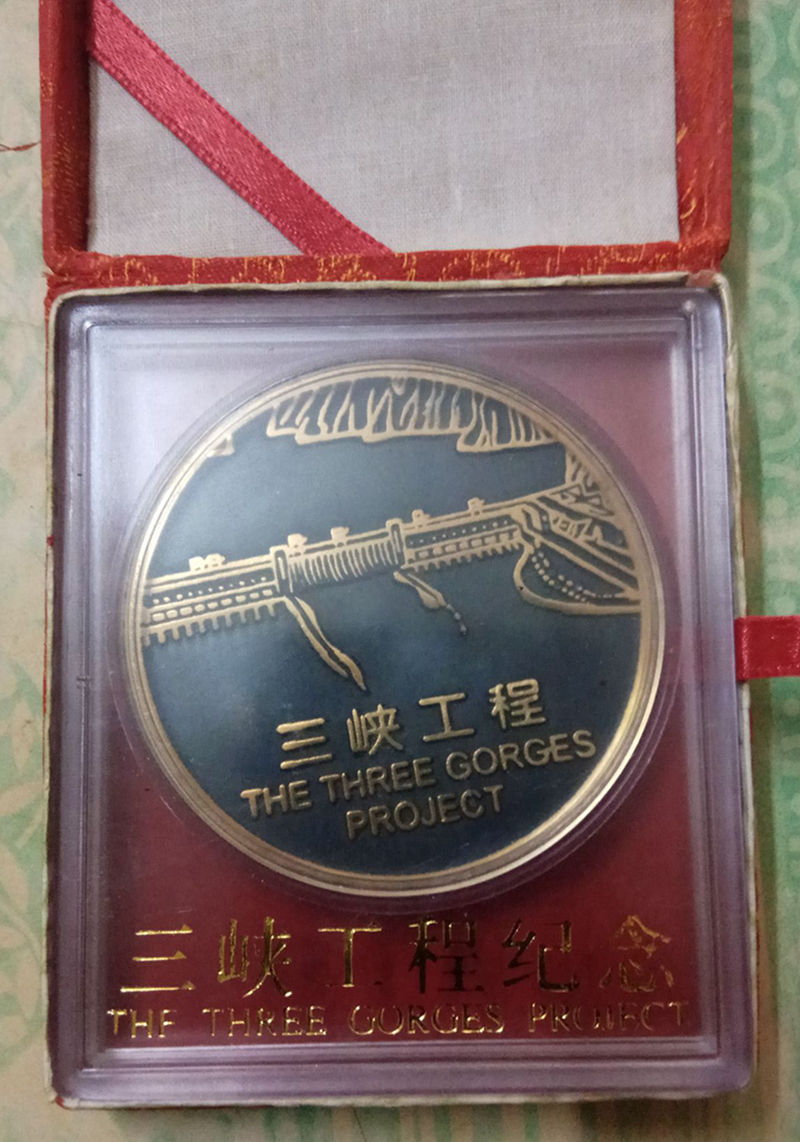 三峡工程
THE THREE GORGES
PROJECT
三峡工程纪念
THE THREE GORGES PROJECT